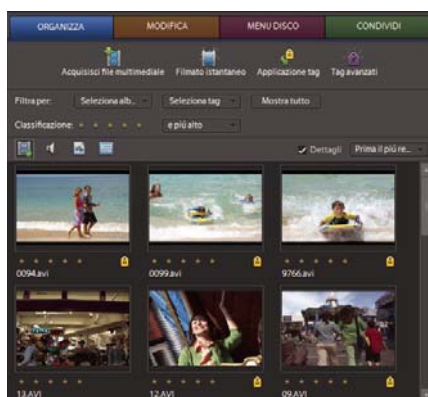 ORGANIZZA MODIFICA MENU DISCO CONDIVIDI
Acquisisci file multimediale Filmato istantaneo Applicazione tag Tag avanzati
Filtra per: Seleziona alb... Seleziona tag Mostra tutto
Classificazione: e più alto
Dettagli Prima il più re...
0094.avi 0099.avi 9766.avi
13.AVI 12.AVI 09.AVI